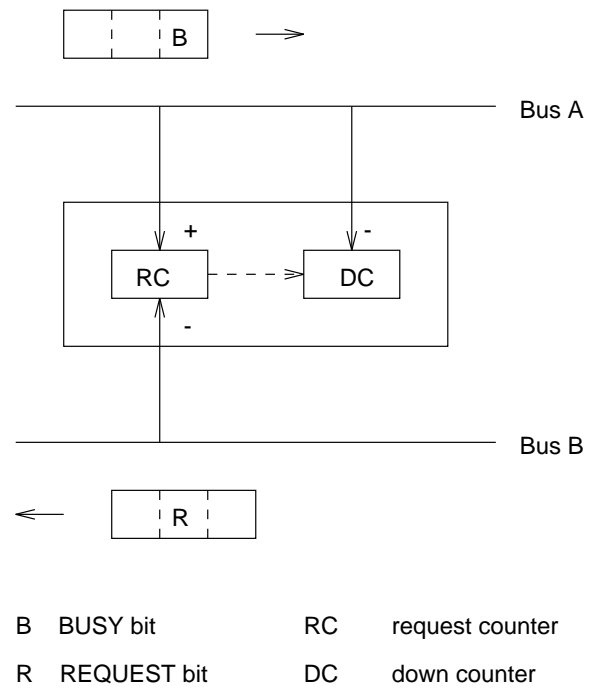 B
Bus A
+
-
RC
DC
-
Bus B
R
B BUSY bit RC request counter
R REQUEST bit DC down counter